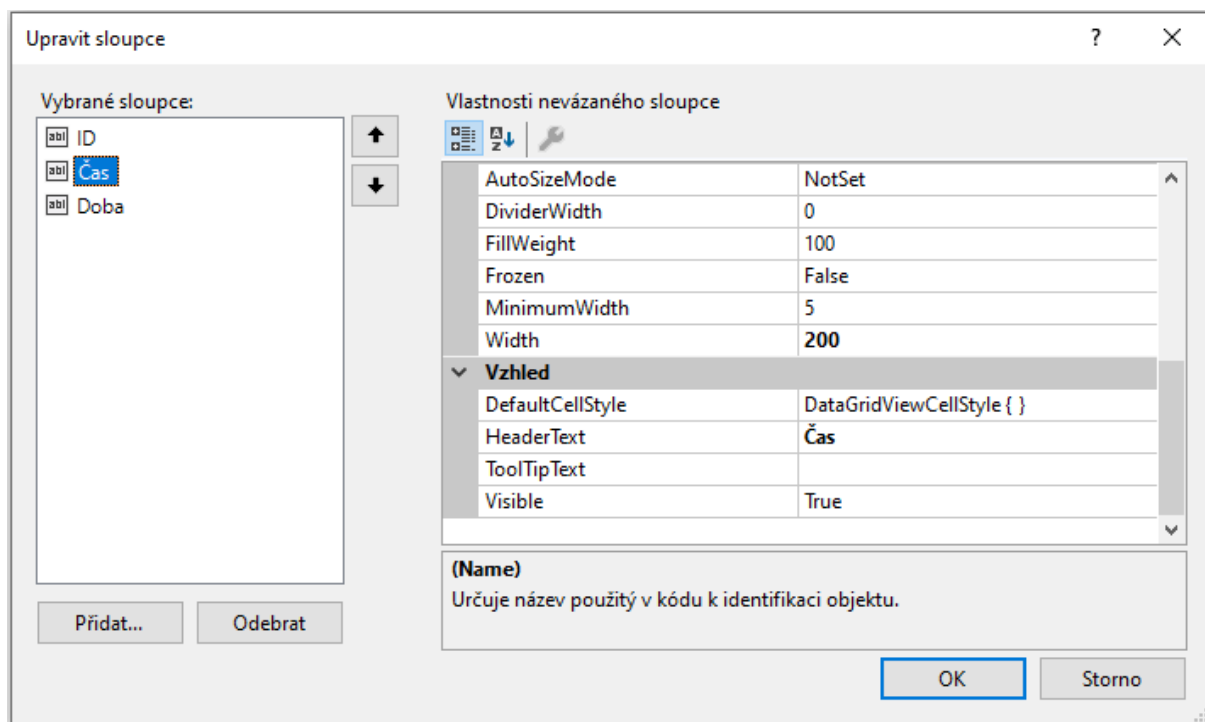 Upravit sloupce
?
Vybrané sloupce:
ID
Čas
Doba
Přidat...
Odebrat
Vlastnosti nevázaného sloupce
AutoSizeMode NotSet
DividerWidth 0
FillWeight 100
Frozen False
MinimumWidth 5
Width 200
Vzhled
DefaultCellStyle DataGridViewCellStyle { }
HeaderText Čas
ToolTipText
Visible True
(Name)
Určuje název použitý v kódu k identifikaci objektu.
OK
Storno